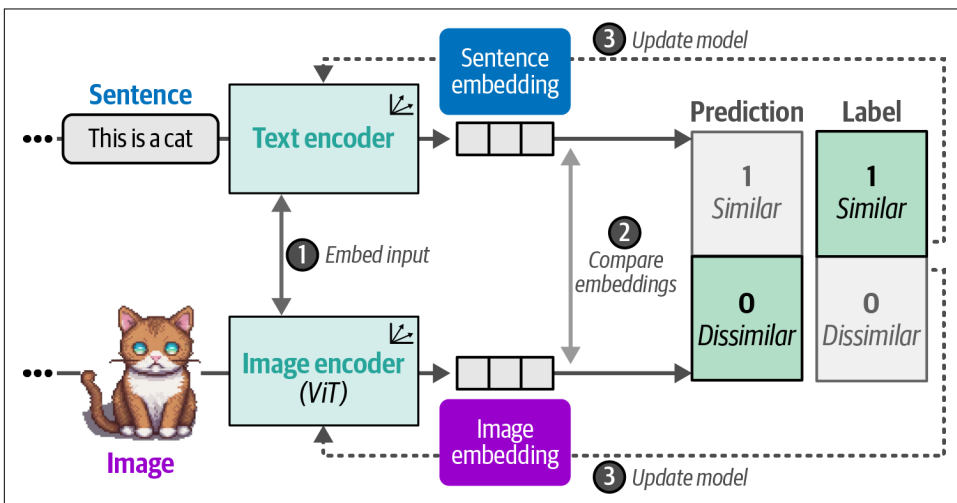 3 Update model
Sentence
embedding
Sentence
••• This is a cat
Text encoder
Prediction
Label
1
Similar
1
Similar
1 Embed input
2
Compare
embeddings
0
Dissimilar
0
Dissimilar
•••
Image encoder
(ViT)
Image
Image
embedding
3 Update model